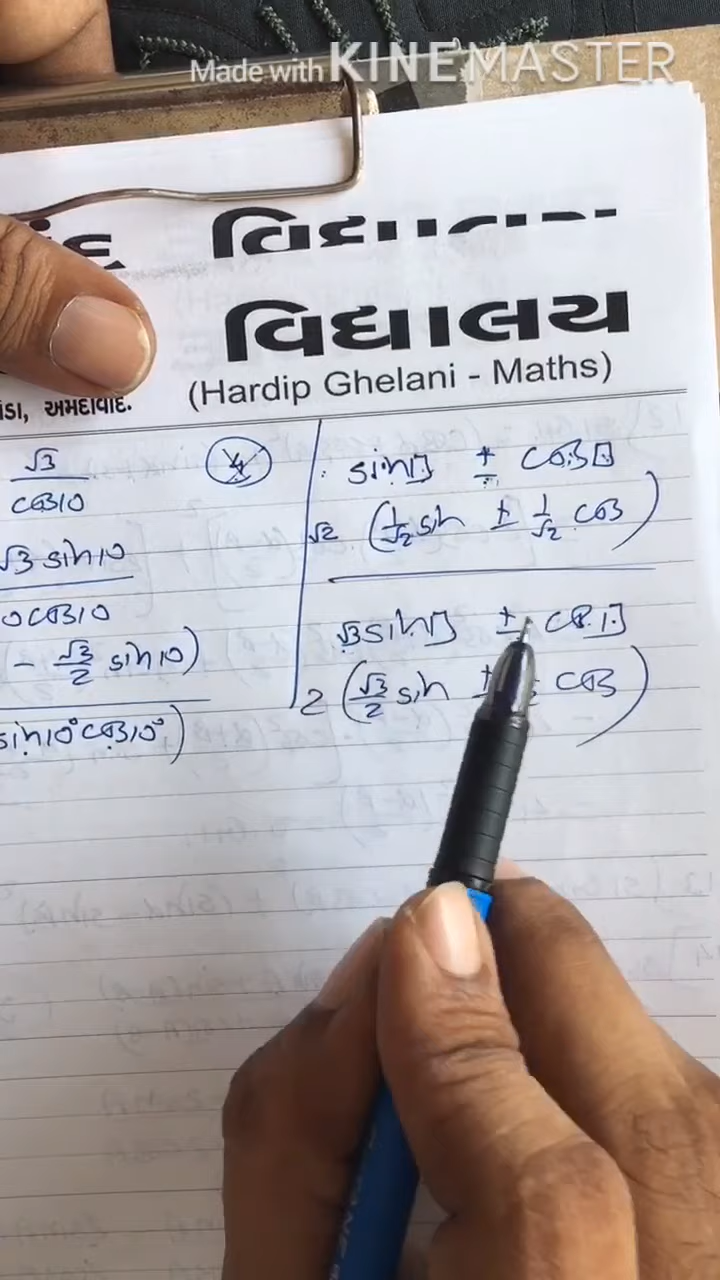 Made with KINEMASTER
વિદ્યાલય
(Hardip Ghelani - Maths)
અમદાવાદ.
√3
cos10
√3 sin10
cos10
- √3/2 sin10)
sin10° cos10°)
sin□ ± cos□
√2 (1/√2 sin ± 1/√2 cos)
√3 sin□ ± cos□
2 (√3/2 sin ± cos)